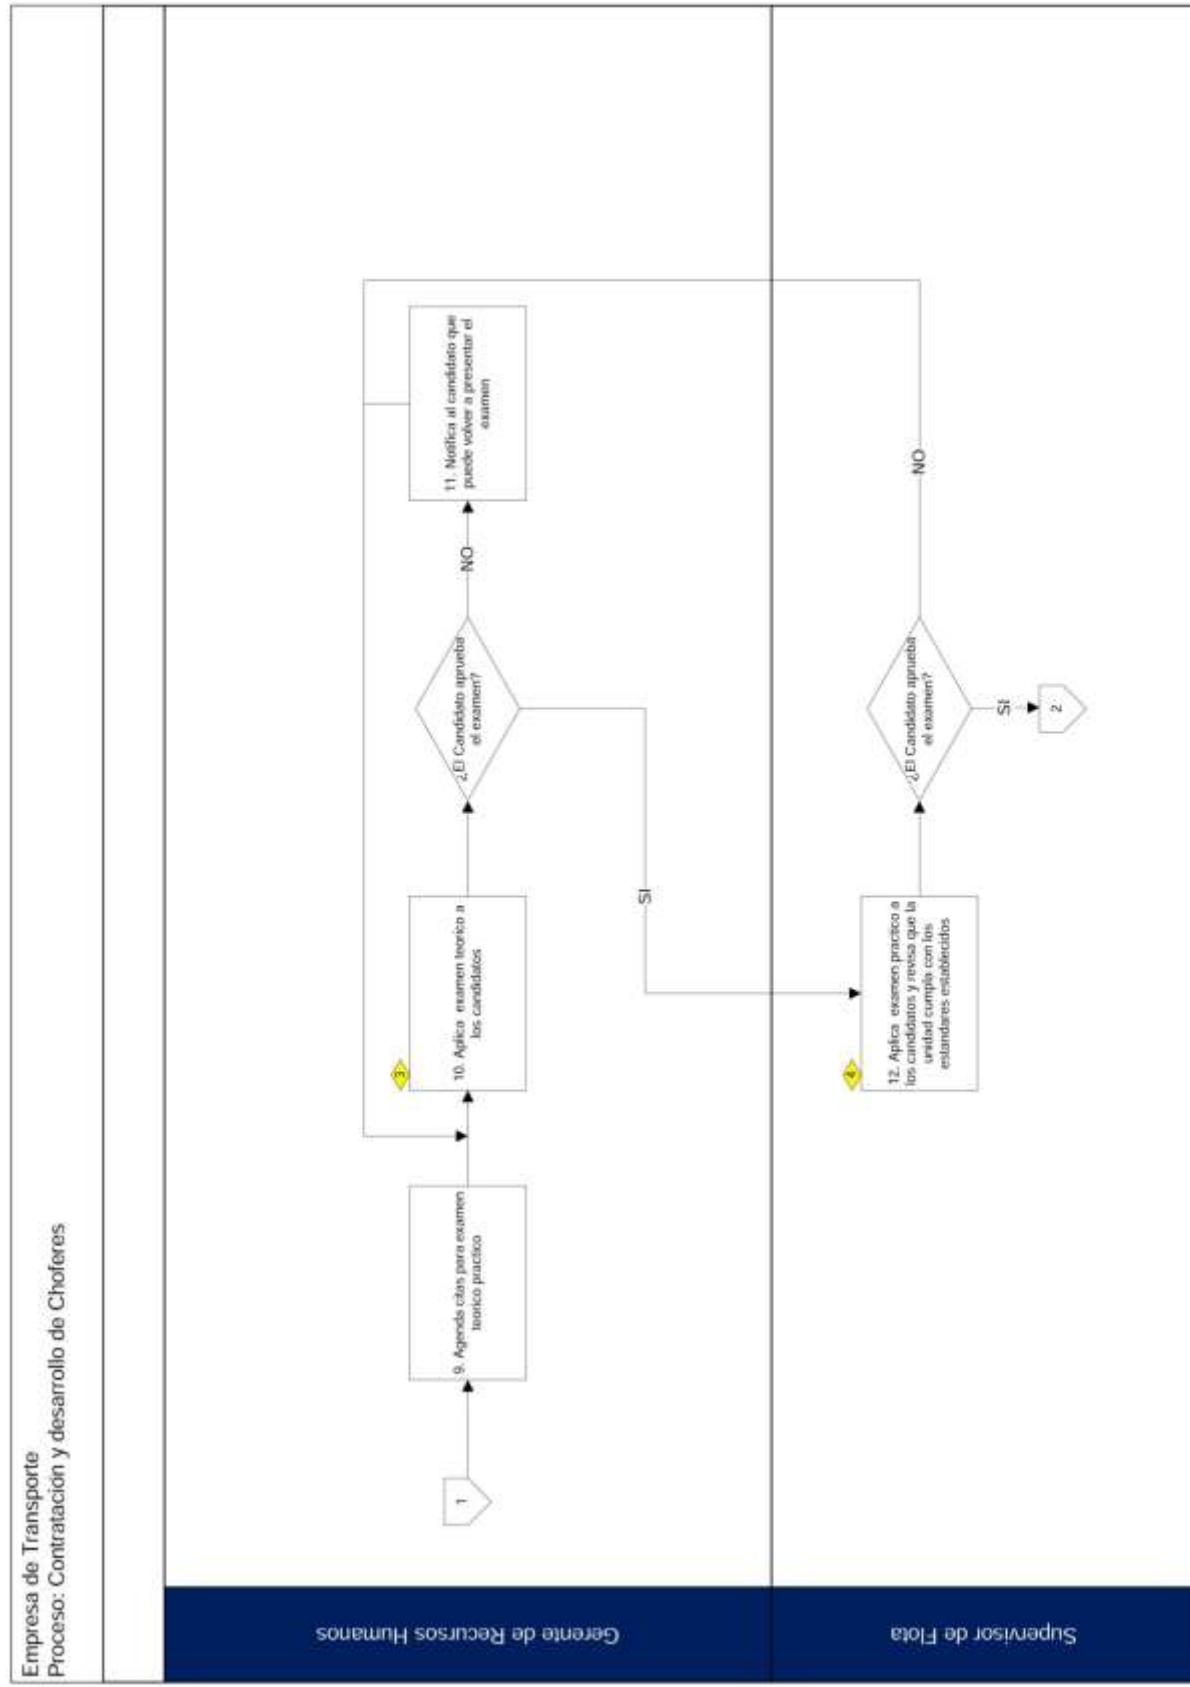 Empresa de Transporte
Proceso: Contratación y desarrollo de Choferes
Gerente de Recursos Humanos
1
9. Agenda citas para examen
teorico practico
3
10. Aplica examen teorico a
los candidatos
¿El Candidato aprueba
el examen?
NO
11. Notifica al candidato que
puede volver a presentar el
examen
SI
Supervisor de Flota
4
12. Aplica examen practico a
los candidatos y revisa que la
unidad cumpla con los
estandares establecidos
¿El Candidato aprueba
el examen?
NO
SI
2